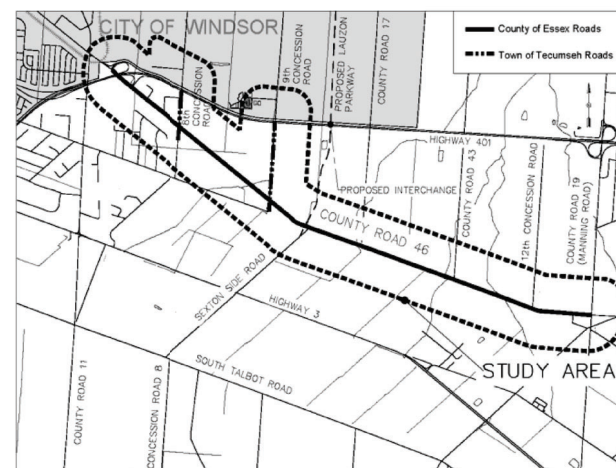 CITY OF WINDSOR
County of Essex Roads
Town of Tecumseh Roads
8th
CONCESSION
ROAD
9th
CONCESSION
ROAD
PROPOSED LAUZON
PARKWAY
COUNTY ROAD 17
HIGHWAY 401
PROPOSED INTERCHANGE
COUNTY ROAD 43
12th CONCESSION ROAD
COUNTY ROAD 19
(MANNING ROAD)
COUNTY ROAD 46
SEXTON SIDE ROAD
HIGHWAY 3
SOUTH TALBOT ROAD
STUDY AREA
COUNTY ROAD 11
CONCESSION ROAD 8